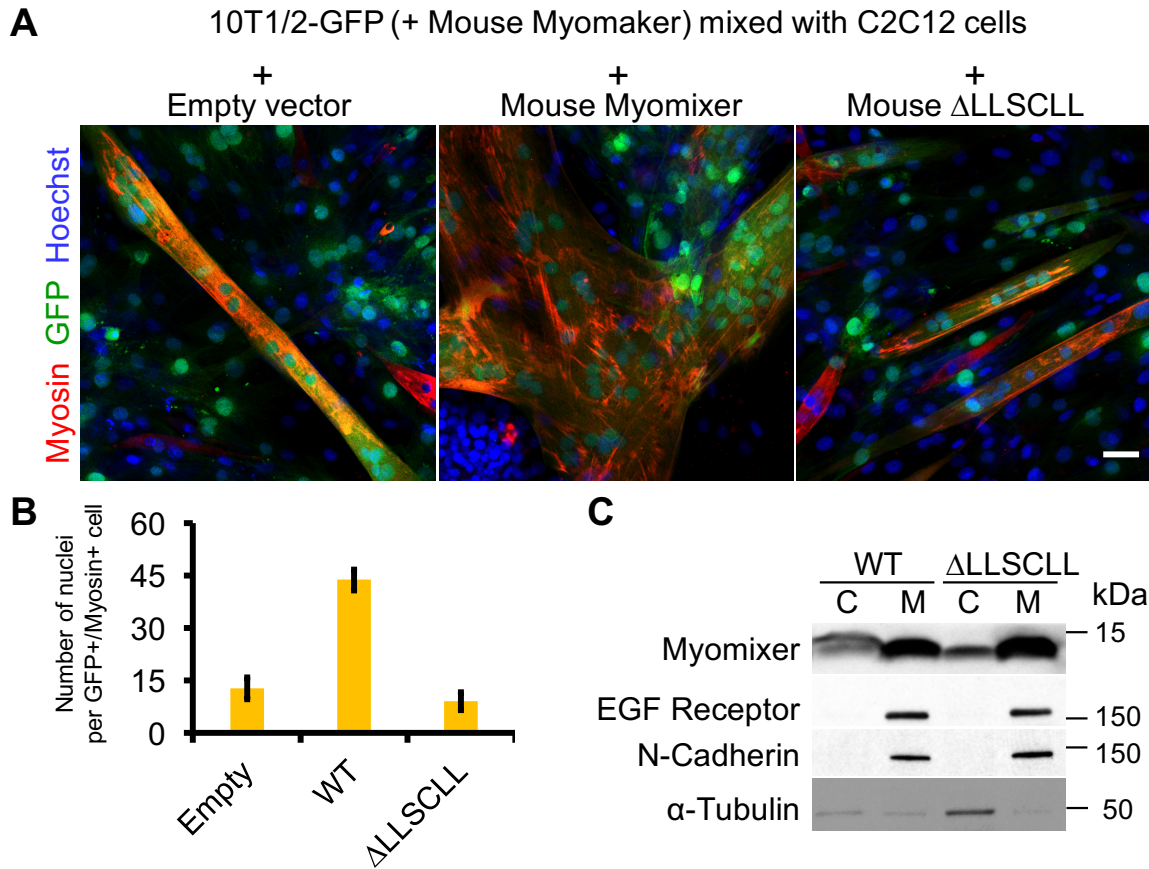 A
10T1/2-GFP (+ Mouse Myomaker) mixed with C2C12 cells
+
Empty vector
+
Mouse Myomixer
+
Mouse ΔLLSCLL
Myosin GFP Hoechst
B
Number of nuclei
per GFP+/Myosin+ cell
60
45
30
15
0
Empty
WT
ΔLLSCLL
C
WT ΔLLSCLL
C M C M kDa
Myomixer 15
EGF Receptor 150
N-Cadherin 150
α-Tubulin 50